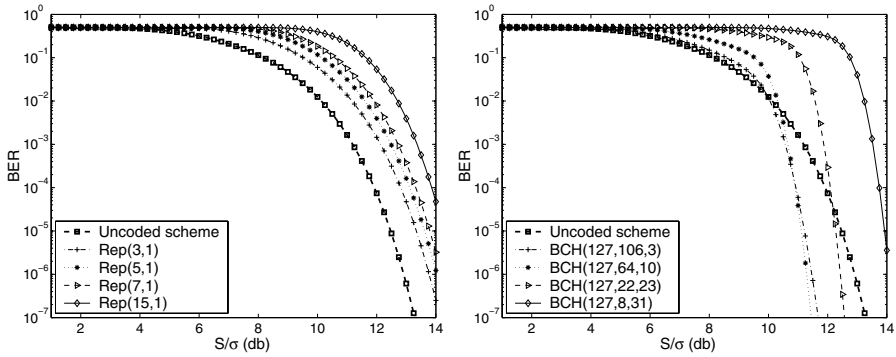 10^0
10^-1
10^-2
10^-3
10^-4
10^-5
10^-6
10^-7
BER
2 4 6 8 10 12 14
S/σ (db)
Uncoded scheme
Rep(3,1)
Rep(5,1)
Rep(7,1)
Rep(15,1)
10^0
10^-1
10^-2
10^-3
10^-4
10^-5
10^-6
10^-7
BER
2 4 6 8 10 12 14
S/σ (db)
Uncoded scheme
BCH(127,106,3)
BCH(127,64,10)
BCH(127,22,23)
BCH(127,8,31)